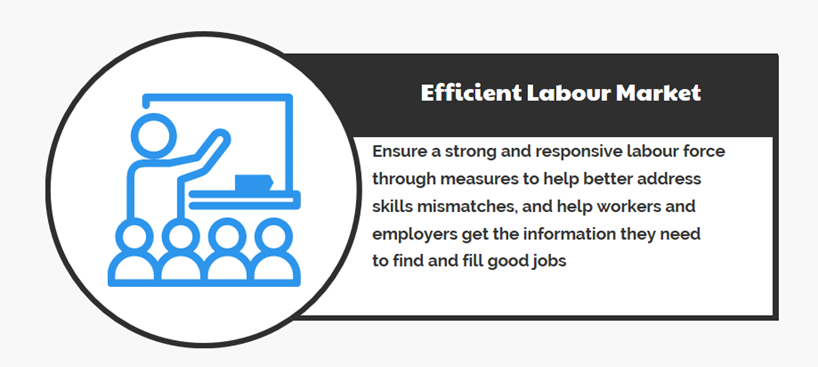 Efficient Labour Market
Ensure a strong and responsive labour force
through measures to help better address
skills mismatches, and help workers and
employers get the information they need
to find and fill good jobs